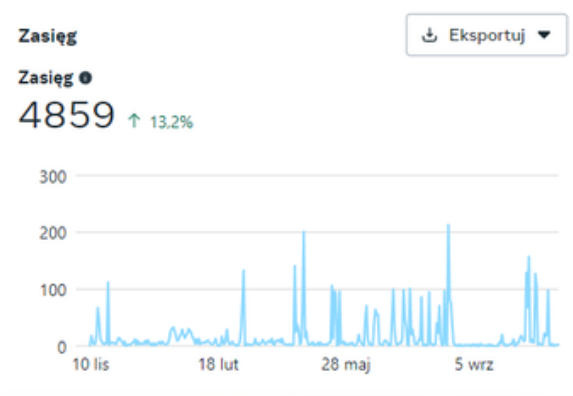 Zasięg
Eksportuj
Zasięg
4859 ↑ 13,2%
300
200
100
0
10 lis 18 lut 28 maj 5 wrz